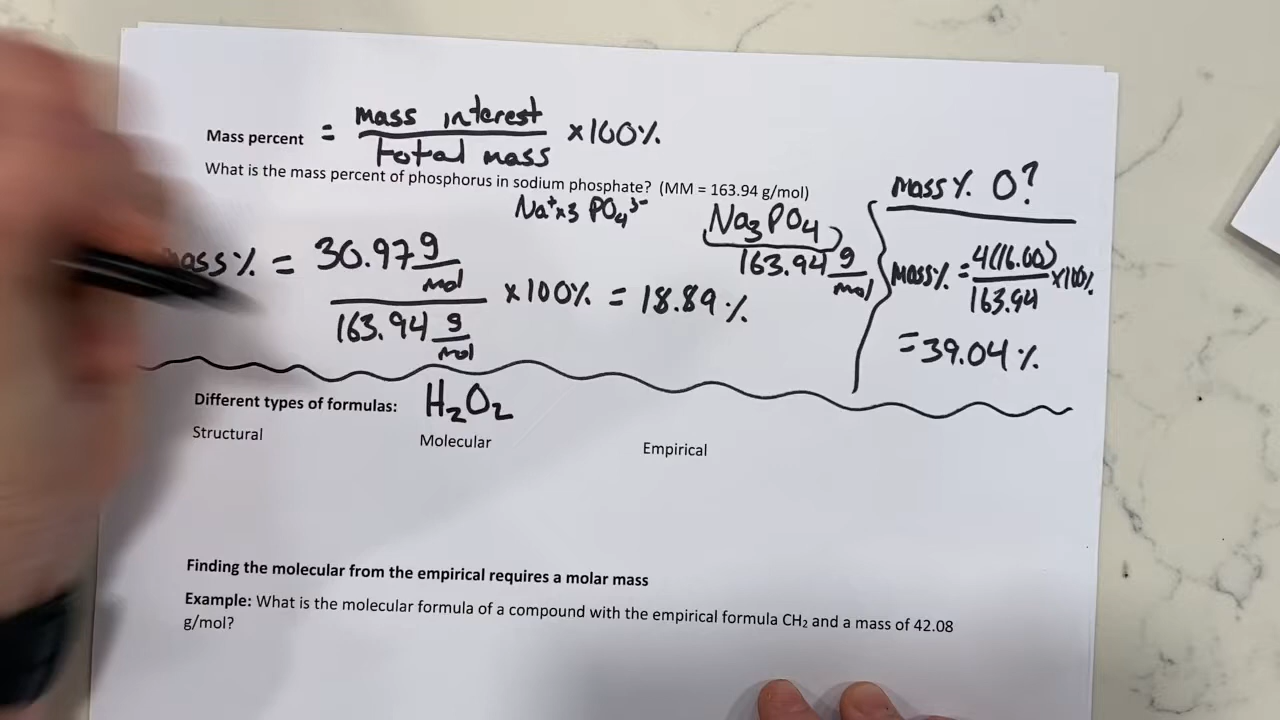 mass interest
Mass percent = ×100%
total mass
What is the mass percent of phosphorus in sodium phosphate? (MM = 163.94 g/mol)
Na⁺×3 PO₄³⁻
Na₃PO₄
163.94 g/mol
mass% = 30.97 g/mol
163.94 g/mol
×100% = 18.89%
Mass% O?
Mass% = 4(16.00)
163.94
×100%
= 39.04%
Different types of formulas: H₂O₂
Structural Molecular Empirical
Finding the molecular from the empirical requires a molar mass
Example: What is the molecular formula of a compound with the empirical formula CH₂ and a mass of 42.08
g/mol?